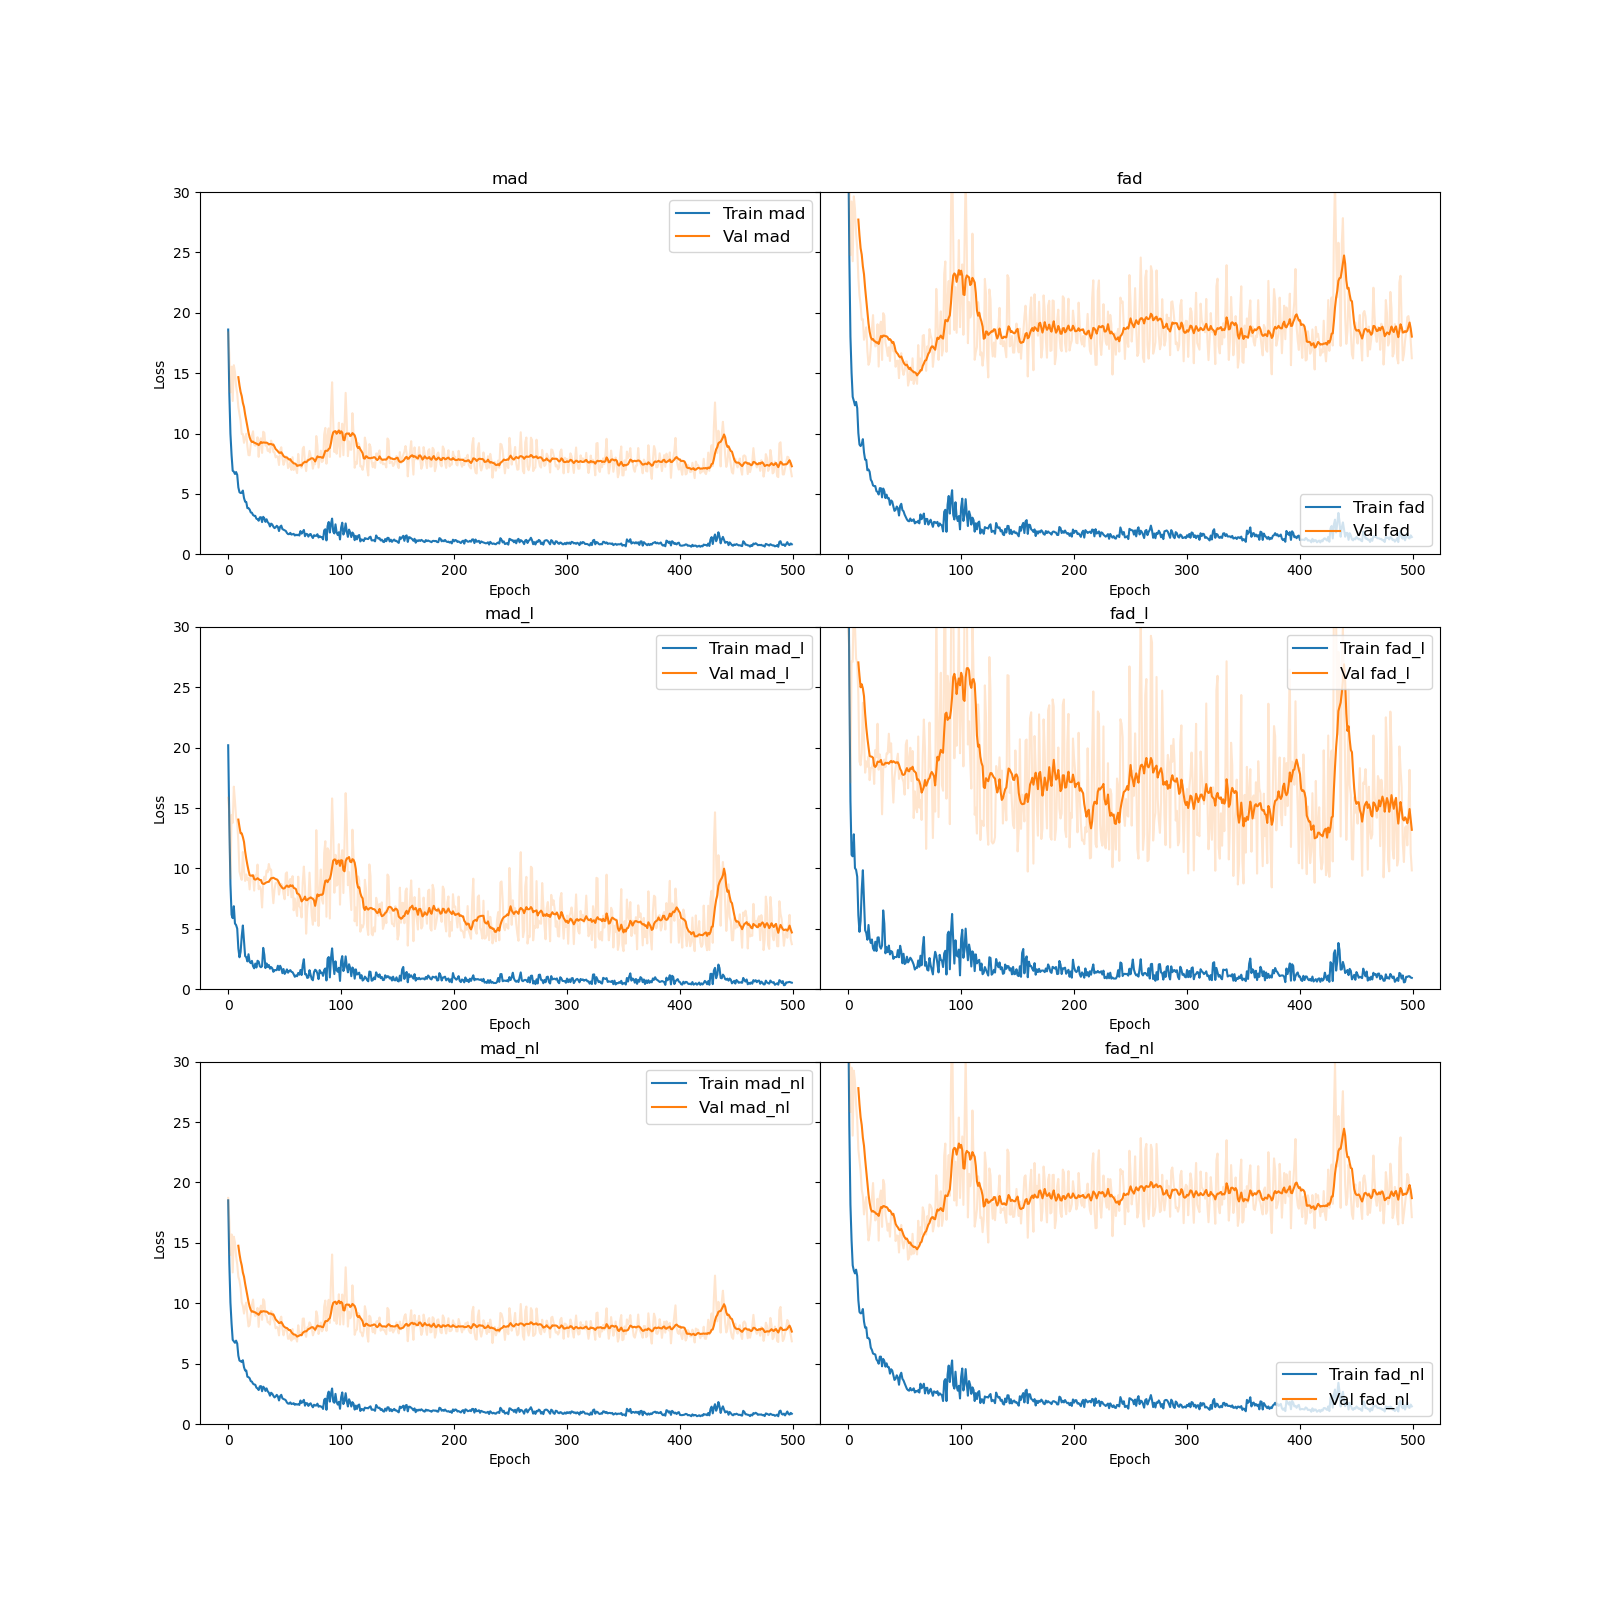 mad
fad
30
25
20
15
10
5
0
Loss
Train mad
Val mad
Train fad
Val fad
0 100 200 300 400 500
0 100 200 300 400 500
Epoch
Epoch
mad_l
fad_l
30
25
20
15
10
5
0
Loss
Train mad_l
Val mad_l
Train fad_l
Val fad_l
0 100 200 300 400 500
0 100 200 300 400 500
Epoch
Epoch
mad_nl
fad_nl
30
25
20
15
10
5
0
Loss
Train mad_nl
Val mad_nl
Train fad_nl
Val fad_nl
0 100 200 300 400 500
0 100 200 300 400 500
Epoch
Epoch